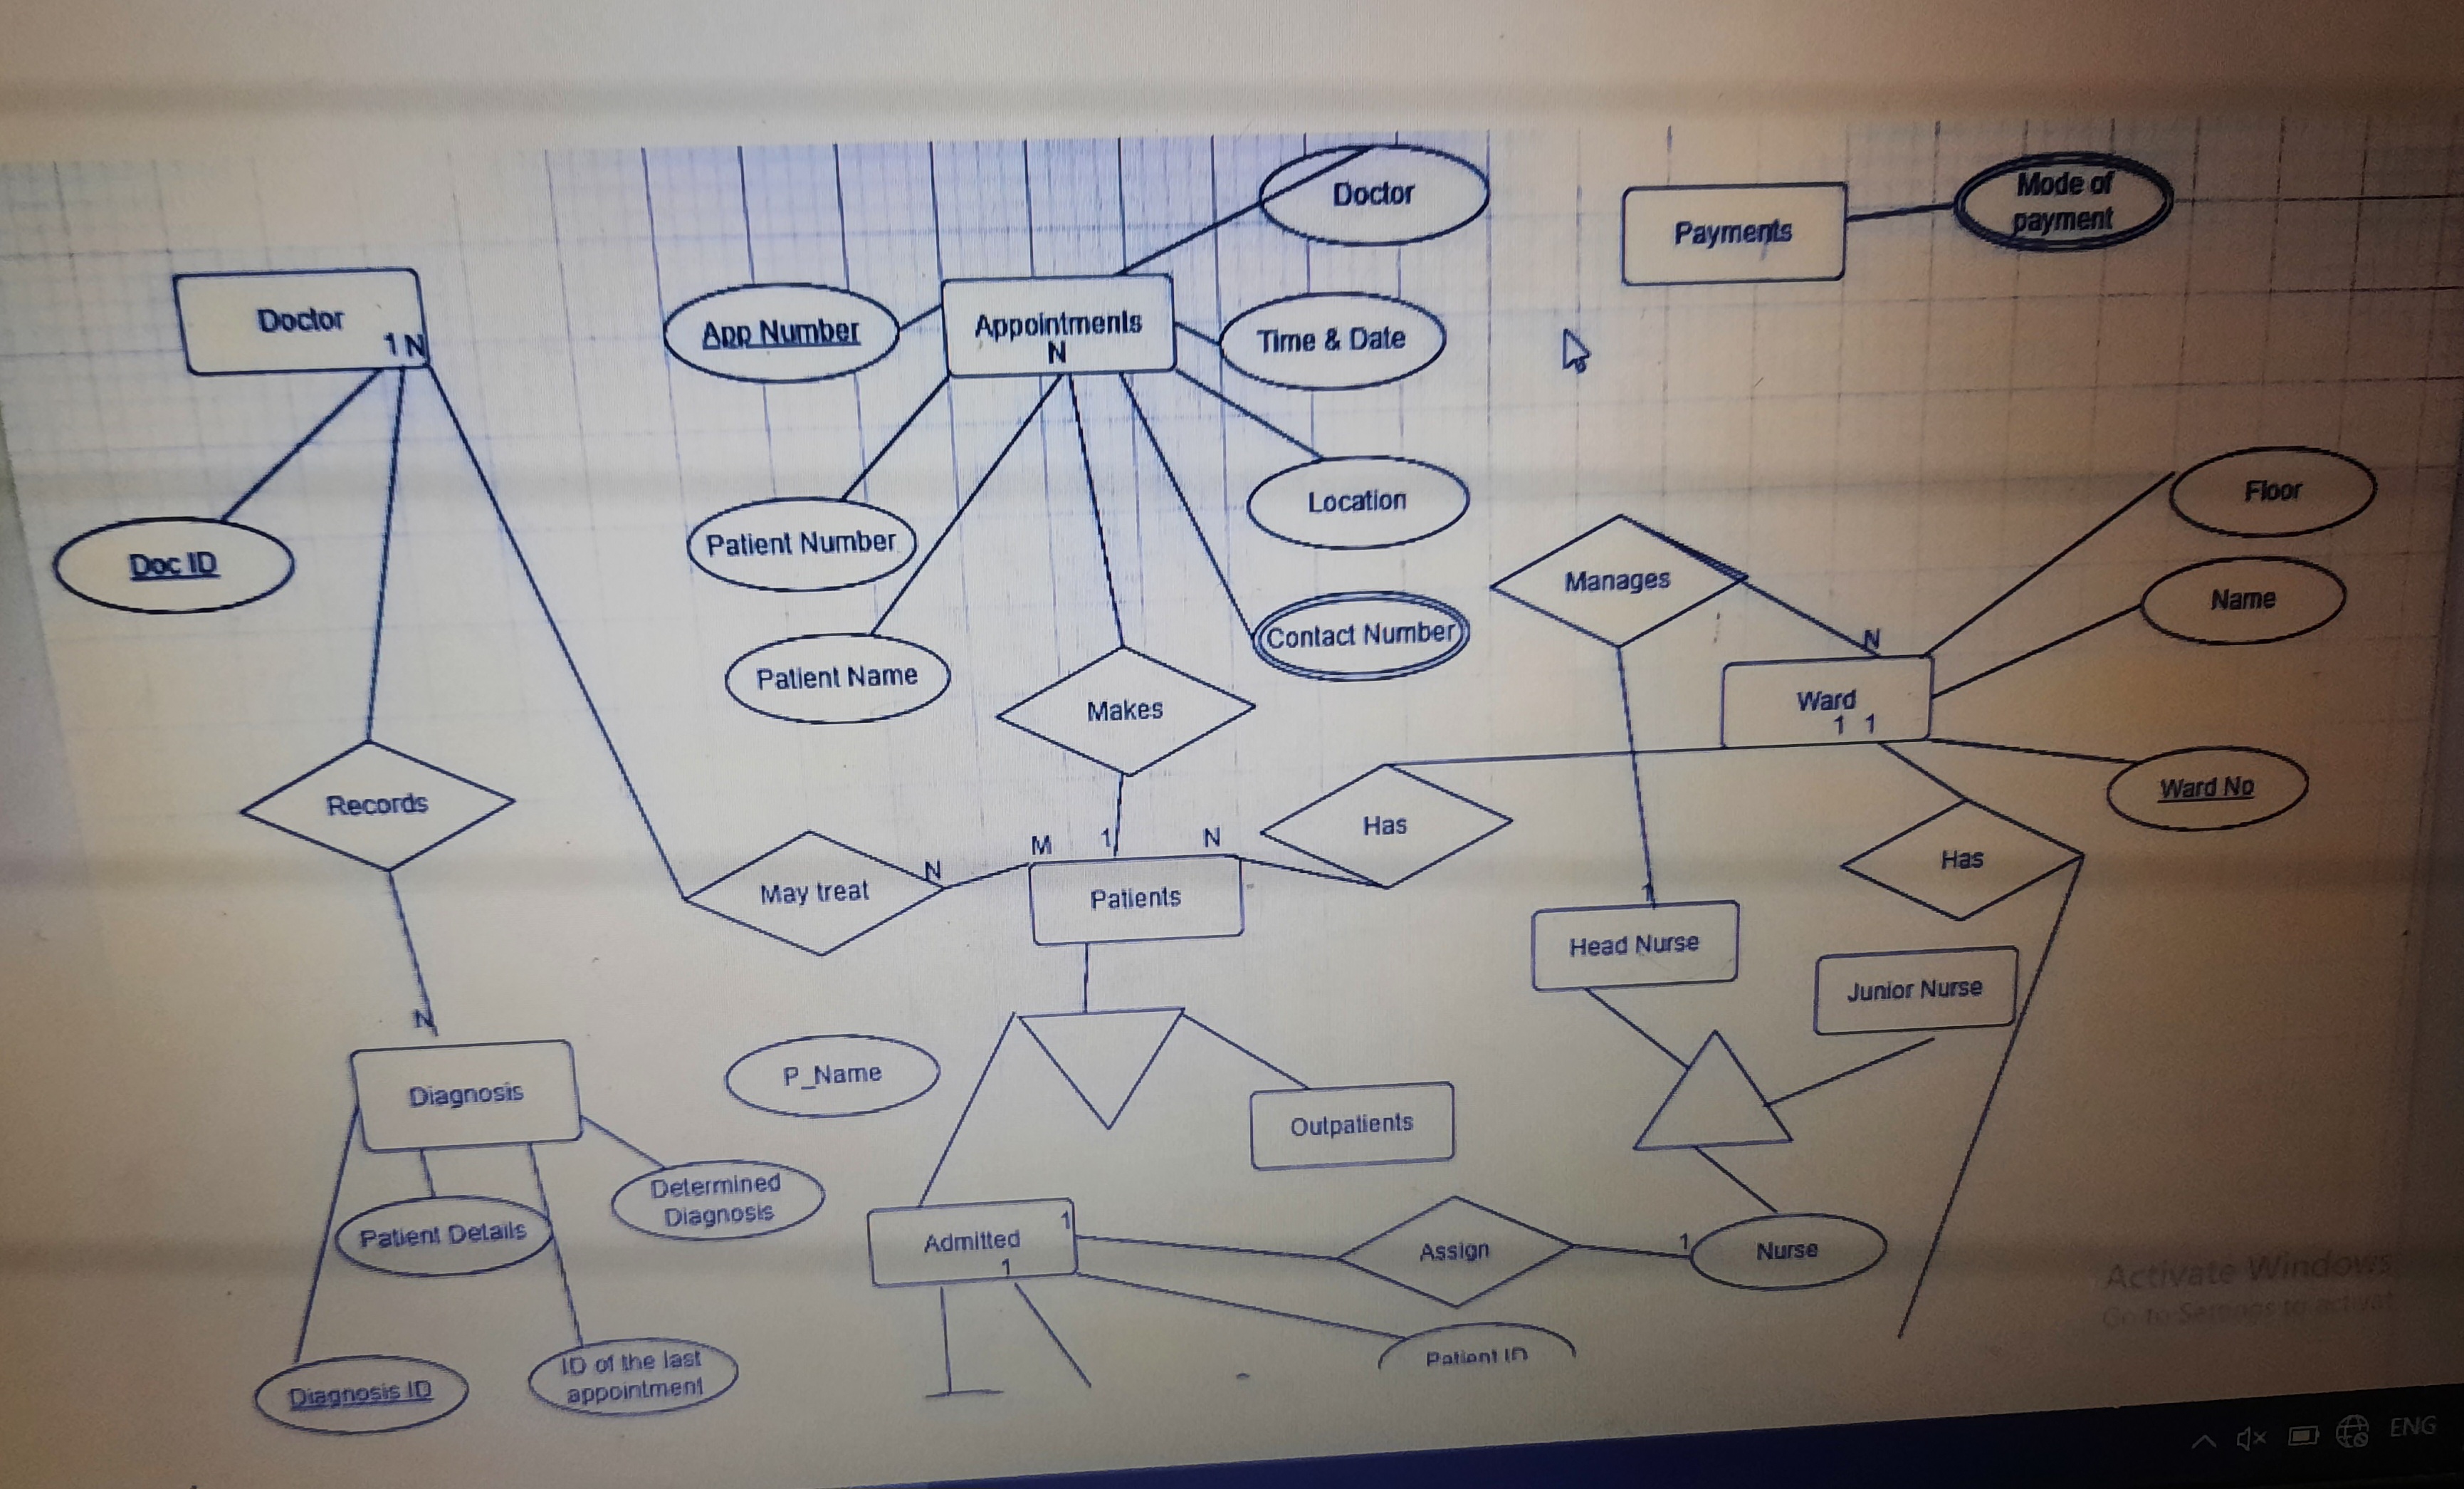 Doctor
Mode of
payment
Payments
Doctor
1 N
App Number
Appointments
N
Time & Date
Floor
Location
Doc ID
Patient Number
Manages
Name
Contact Number
N
Patient Name
Makes
Ward
1 1
Ward No
Records
Has
Has
M
1
N
N
May treat
Patients
1
Head Nurse
Junior Nurse
N
P_Name
Diagnosis
Outpatients
Determined
Diagnosis
Patient Details
1
Admitted
1
Assign
1
Nurse
Activate Windows
Go to Settings to activat
Patient ID
ID of the last
appointment
Diagnosis ID
ENG